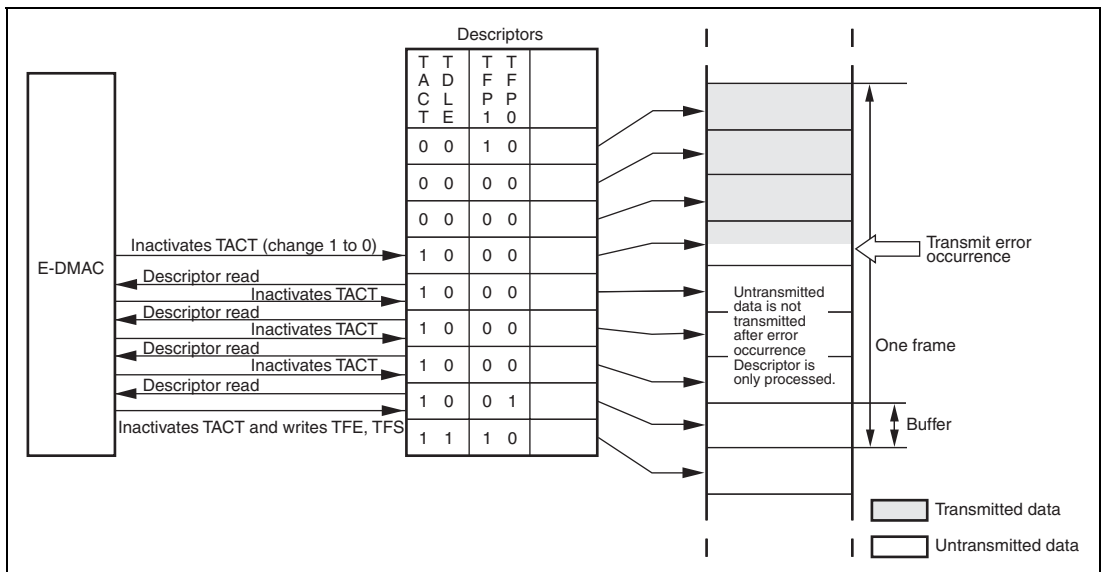 Descriptors
T T T T
A D F F
C L P P
T E 1 0
0 0 1 0
0 0 0 0
0 0 0 0
1 0 0 0
1 0 0 0
1 0 0 0
1 0 0 0
1 0 0 1
1 1 1 0
E-DMAC
Inactivates TACT (change 1 to 0)
Descriptor read
Inactivates TACT
Descriptor read
Inactivates TACT
Descriptor read
Inactivates TACT
Descriptor read
Inactivates TACT and writes TFE, TFS
Transmit error
occurrence
Untransmitted
data is not
transmitted
after error
occurrence
Descriptor is
only processed.
One frame
Buffer
Transmitted data
Untransmitted data